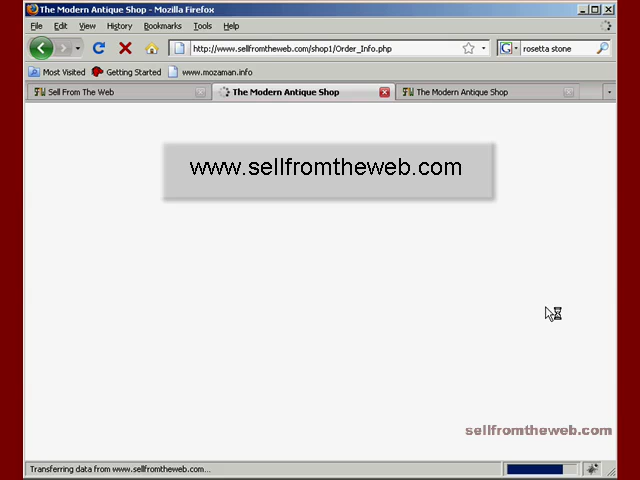 The Modern Antique Shop - Mozilla Firefox
File Edit View History Bookmarks Tools Help
http://www.sellfromtheweb.com/shop1/Order_Info.php
G rosetta stone
Most Visited Getting Started www.mozaman.info
Sell From The Web The Modern Antique Shop The Modern Antique Shop
www.sellfromtheweb.com
sellfromtheweb.com
Transferring data from www.sellfromtheweb.com...